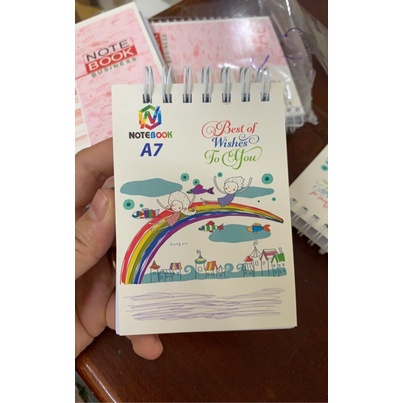 NOTE
BOOK
BUSINESS
NOTEBOOK
A7
Best of
Wishes
To You